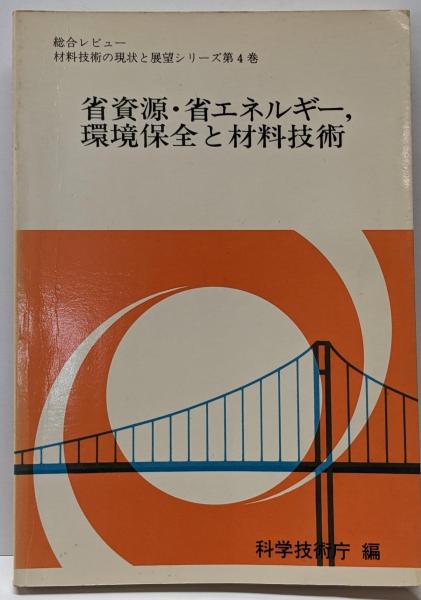 総合レビュー
材料技術の現状と展望シリーズ第4巻
省資源・省エネルギー,
環境保全と材料技術
科学技術庁 編